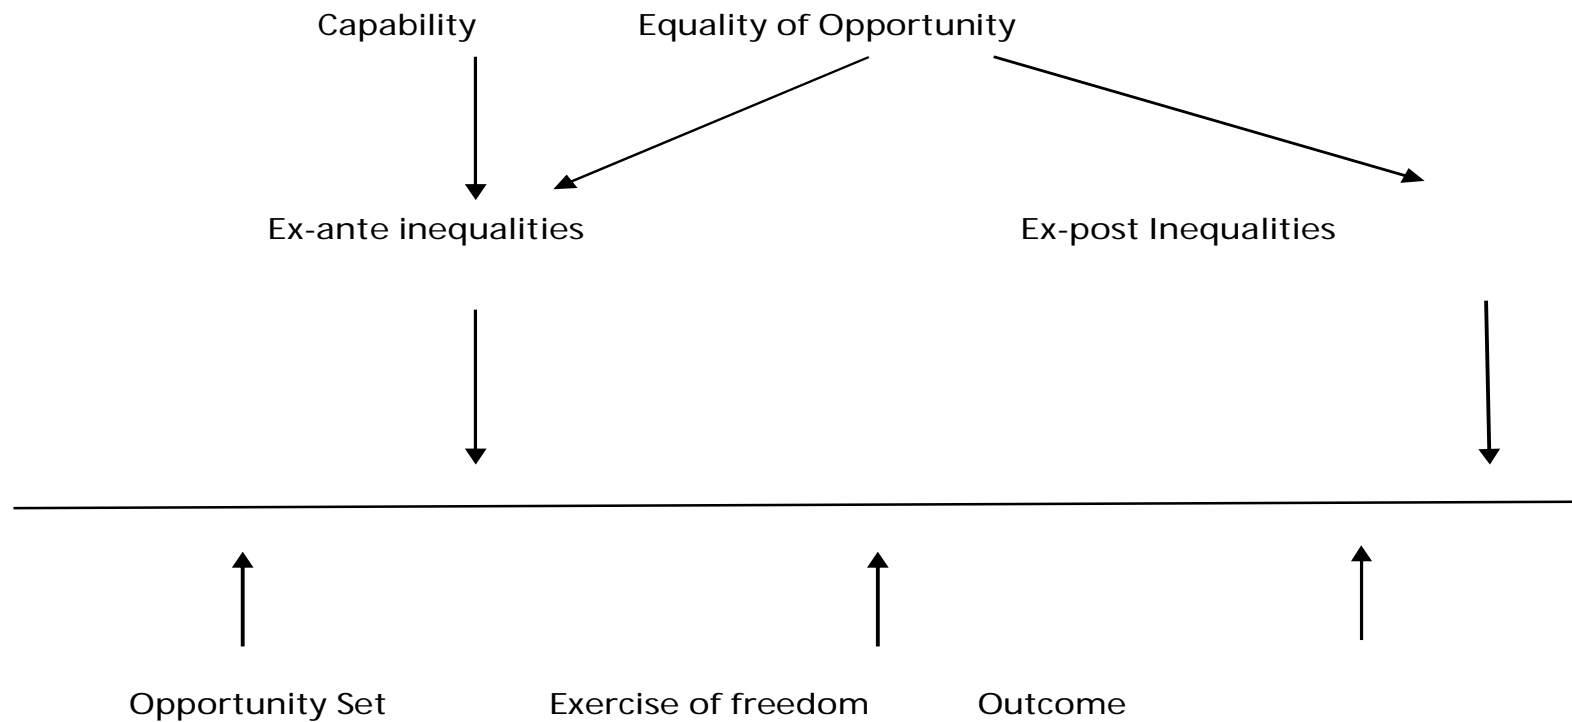 Capability Equality of Opportunity
Ex-ante inequalities Ex-post Inequalities
Opportunity Set Exercise of freedom Outcome